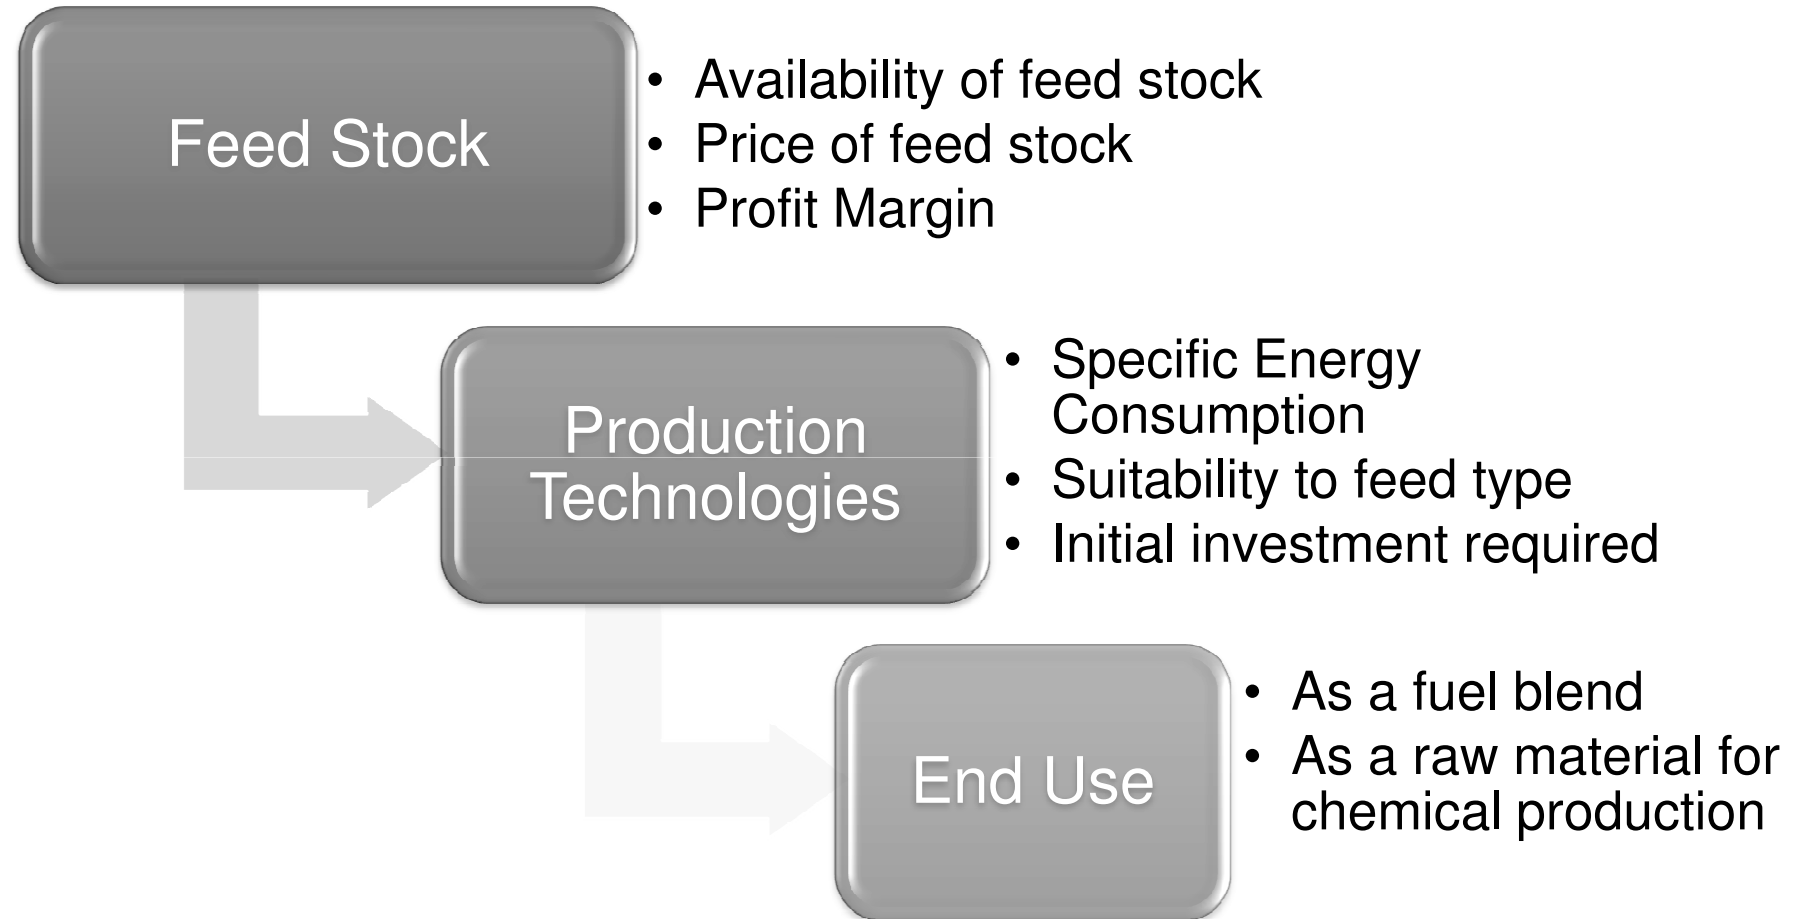 Feed Stock
• Availability of feed stock
• Price of feed stock
• Profit Margin
Production
Technologies
• Specific Energy
Consumption
• Suitability to feed type
• Initial investment required
End Use
• As a fuel blend
• As a raw material for
chemical production